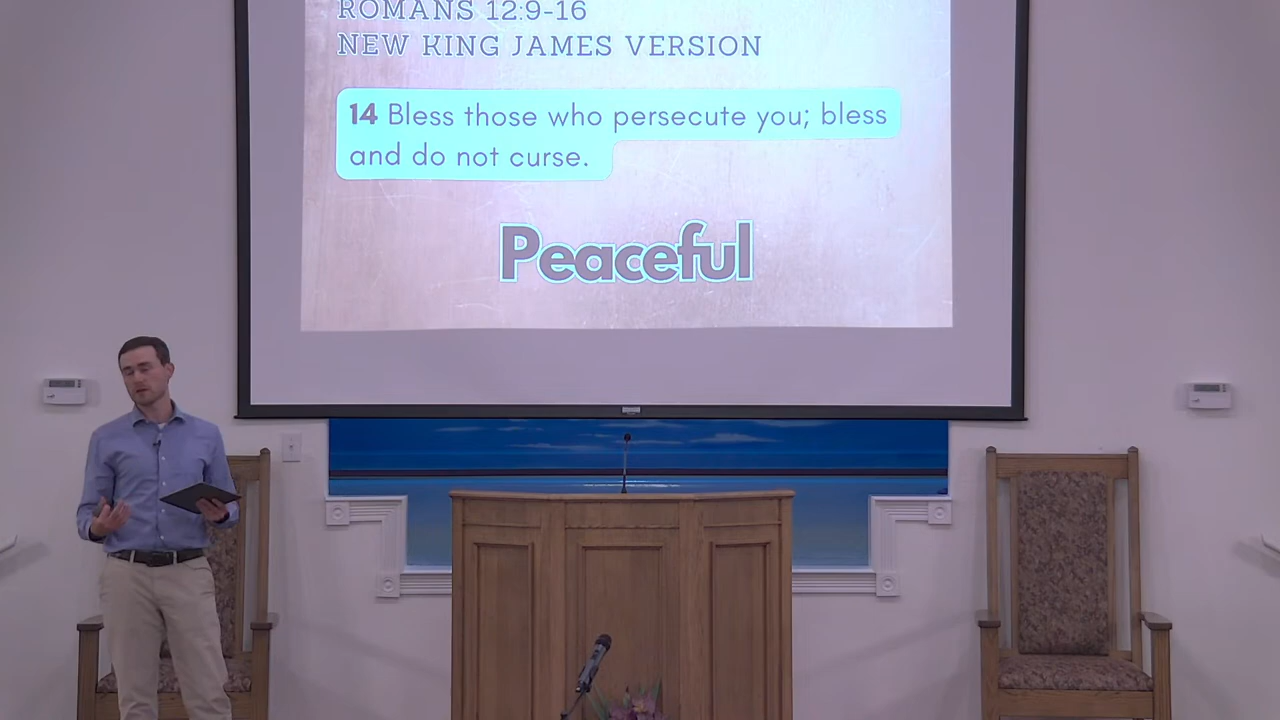 ROMANS 12:9-16
NEW KING JAMES VERSION
14 Bless those who persecute you; bless
and do not curse.
Peaceful